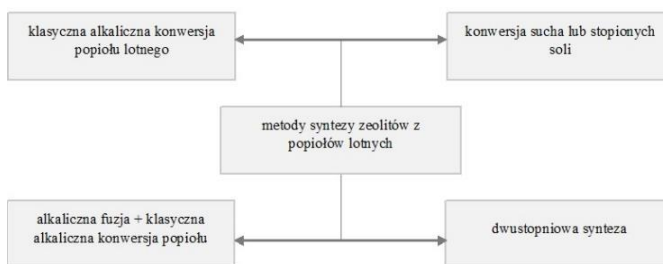 klasyczna alkaliczna konwersja
popiołu lotnego
konwersja sucha lub stopionych
soli
metody syntezy zeolitów z
popiołów lotnych
alkaliczna fuzja + klasyczna
alkaliczna konwersja popiołu
dwustopniowa synteza